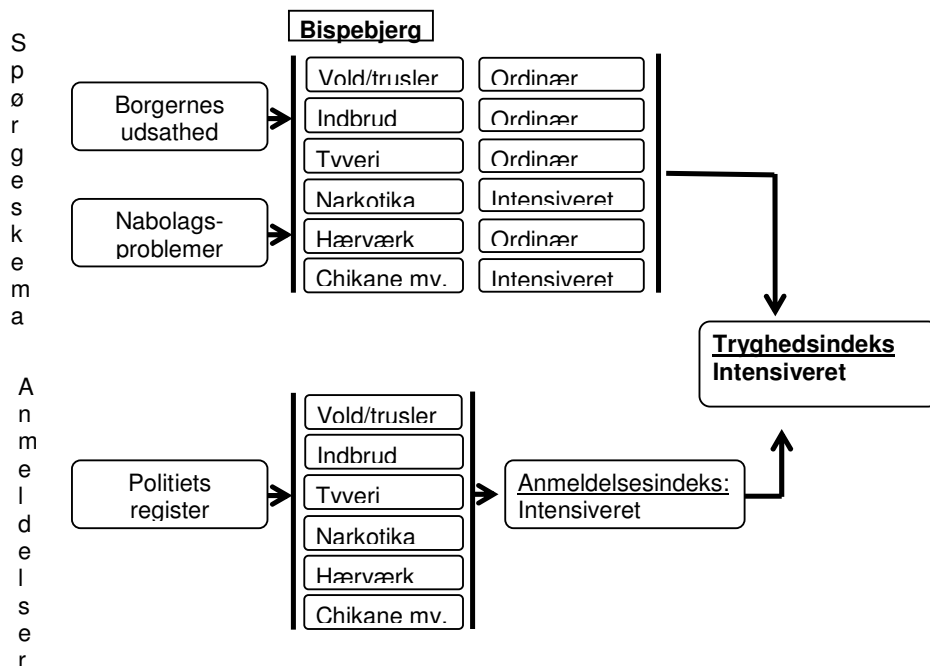 Bispebjerg
Spørgeskema
Borgernes
udsathed
Nabolags-
problemer
Vold/trusler Ordinær
Indbrud Ordinær
Tyveri Ordinær
Narkotika Intensiveret
Hærværk Ordinær
Chikane mv. Intensiveret
Tryghedsindeks
Intensiveret
Anmeldelser
Politiets
register
Vold/trusler
Indbrud
Tyveri
Narkotika
Hærværk
Chikane mv.
Anmeldelsesindeks:
Intensiveret